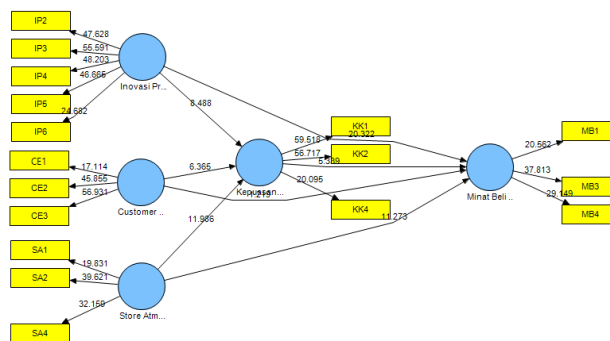 IP2
IP3
IP4
IP5
IP6
47.628
55.591
48.203
46.665
24.682
Inovasi Pr...
8.488
CE1
CE2
CE3
17.114
45.855
55.931
Customer ...
6.365
SA1
SA2
SA4
19.831
39.621
32.159
Store Atm...
11.986
Kepuasan...
59.518
56.717
20.095
KK1
KK2
KK4
20.322
5.389
1.219
11.273
Minat Beli ...
20.562
37.813
29.149
MB1
MB3
MB4